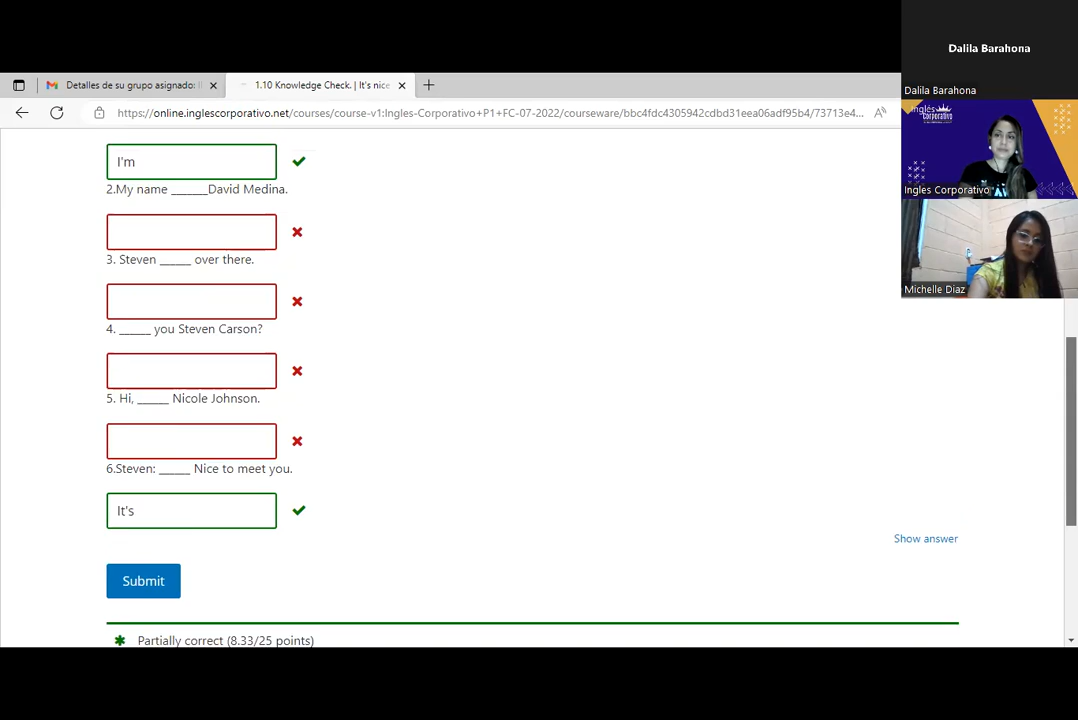 Dalila Barahona
Detalles de su grupo asignado: I
1.10 Knowledge Check. | It's nice
Dalila Barahona
https://online.inglescorporativo.net/courses/course-v1:Ingles-Corporativo+P1+FC-07-2022/courseware/bbc4fdc4305942cdbd31eea06adf95b4/73713e4...
Inglés
corporativo
Ingles Corporativo
Michelle Diaz
I'm
2.My name ______David Medina.
3. Steven _____ over there.
4. _____ you Steven Carson?
5. Hi, _____ Nicole Johnson.
6.Steven: _____ Nice to meet you.
It's
Show answer
Submit
Partially correct (8.33/25 points)